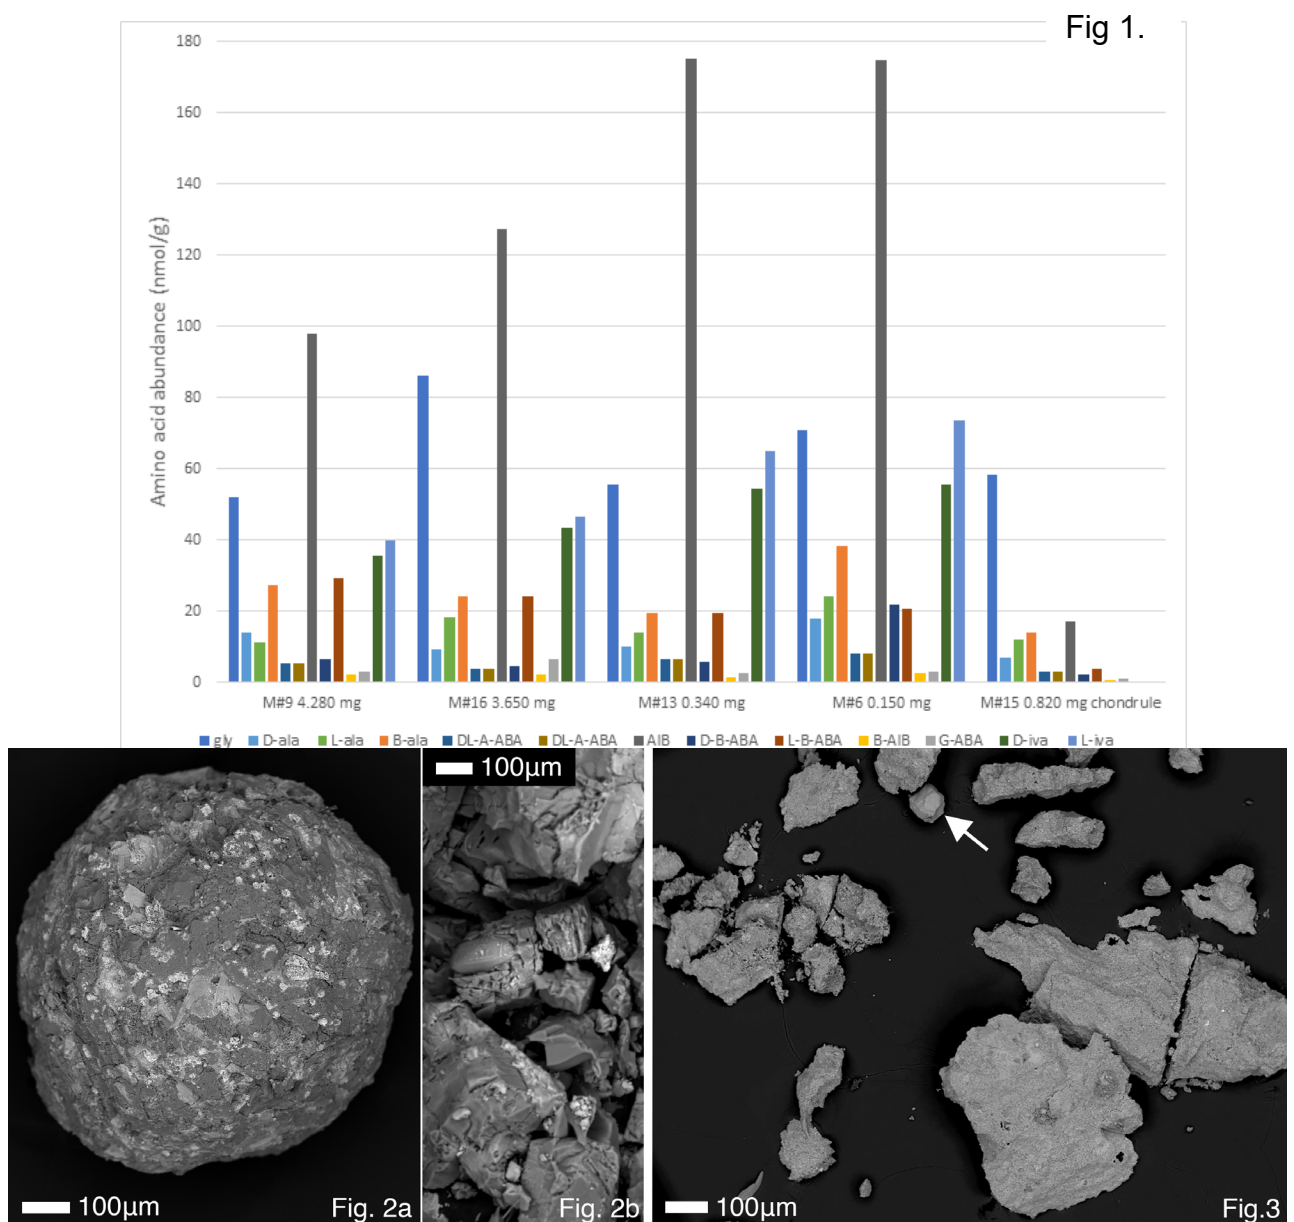 Fig 1.
180
160
140
120
100
80
60
40
20
0
Amino acid abundance (nmol/g)
M#9 4.280 mg M#16 3.650 mg M#13 0.340 mg M#6 0.150 mg M#15 0.820 mg chondrule
gly D-ala L-ala B-ala DL-A-ABA DL-A-ABA AIB D-B-ABA L-B-ABA B-AIB G-ABA D-iva L-iva
100µm
100µm Fig. 2a
Fig. 2b
100µm Fig.3